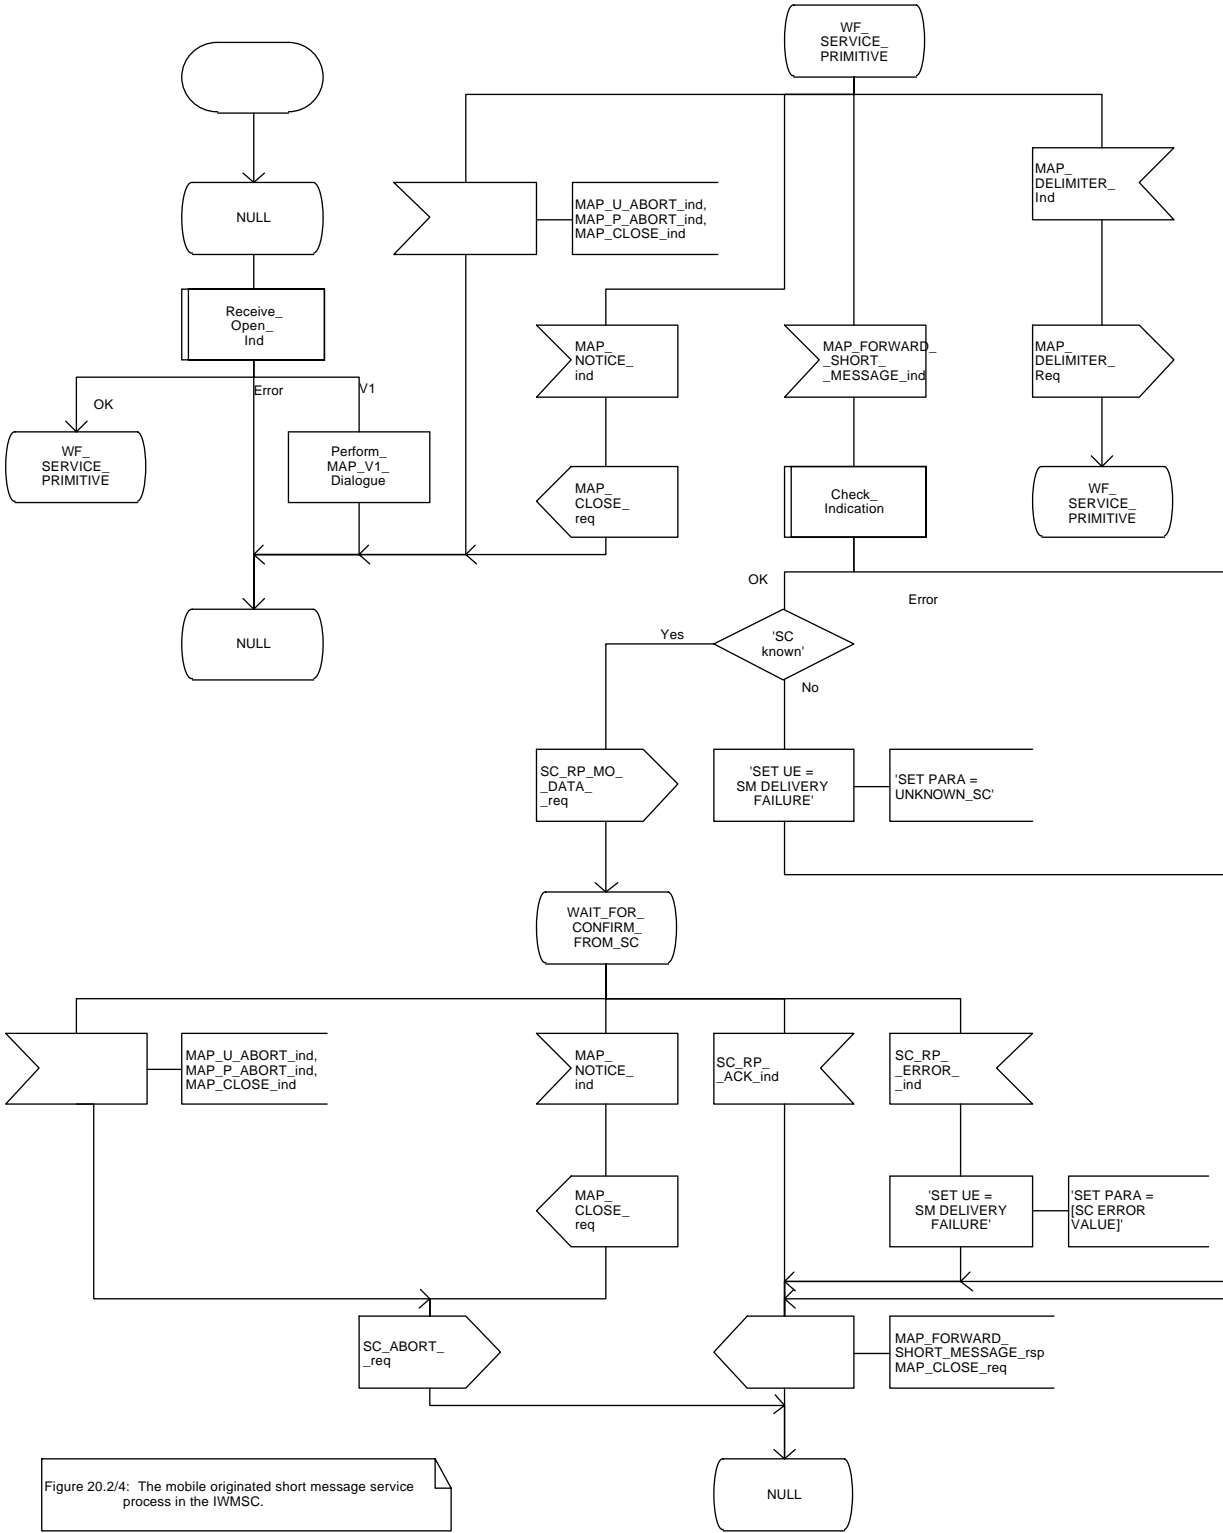 WF_
SERVICE_
PRIMITIVE
MAP_
DELIMITER_
Ind
NULL
MAP_U_ABORT_ind,
MAP_P_ABORT_ind,
MAP_CLOSE_ind
Receive_
Open_
Ind
MAP_
NOTICE_
ind
MAP_FORWARD_
_SHORT_
_MESSAGE_ind
MAP_
DELIMITER_
Req
OK
Error
V1
WF_
SERVICE_
PRIMITIVE
Perform_
MAP_V1_
Dialogue
MAP_
CLOSE_
req
Check_
Indication
WF_
SERVICE_
PRIMITIVE
OK
Error
NULL
Yes
'SC
known'
No
SC_RP_MO_
_DATA_
_req
'SET UE =
SM DELIVERY
FAILURE'
'SET PARA =
UNKNOWN_SC'
WAIT_FOR_
CONFIRM_
FROM_SC
MAP_U_ABORT_ind,
MAP_P_ABORT_ind,
MAP_CLOSE_ind
MAP_
NOTICE_
ind
SC_RP_
_ACK_ind
SC_RP_
_ERROR_
_ind
MAP_
CLOSE_
req
'SET UE =
SM DELIVERY
FAILURE'
'SET PARA =
[SC ERROR
VALUE]'
SC_ABORT_
_req
MAP_FORWARD_
SHORT_MESSAGE_rsp
MAP_CLOSE_req
NULL
Figure 20.2/4: The mobile originated short message service
process in the IWMSC.